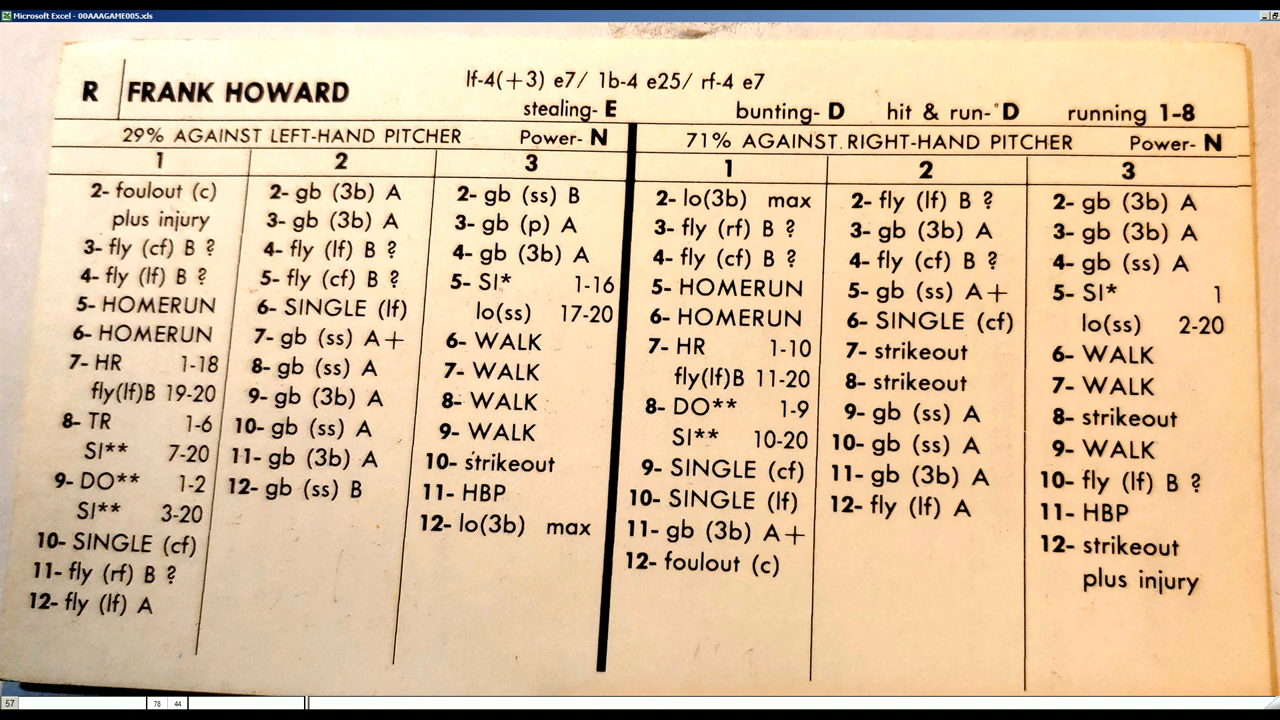 Microsoft Excel - 00AAAGAME005.xls
R FRANK HOWARD
lf-4(+3) e7/ 1b-4 e25/ rf-4 e7
stealing- E bunting- D hit & run- D running 1-8
29% AGAINST LEFT-HAND PITCHER Power- N
1
2- foulout (c)
plus injury
3- fly (cf) B ?
4- fly (lf) B ?
5- HOMERUN
6- HOMERUN
7- HR 1-18
fly(lf)B 19-20
8- TR 1-6
SI** 7-20
9- DO** 1-2
SI** 3-20
10- SINGLE (cf)
11- fly (rf) B ?
12- fly (lf) A
2
2- gb (3b) A
3- gb (3b) A
4- fly (lf) B ?
5- fly (cf) B ?
6- SINGLE (lf)
7- gb (ss) A+
8- gb (ss) A
9- gb (3b) A
10- gb (ss) A
11- gb (3b) A
12- gb (ss) B
3
2- gb (ss) B
3- gb (p) A
4- gb (3b) A
5- SI* 1-16
lo(ss) 17-20
6- WALK
7- WALK
8- WALK
9- WALK
10- strikeout
11- HBP
12- lo(3b) max
71% AGAINST RIGHT-HAND PITCHER Power- N
1
2- lo(3b) max
3- fly (rf) B ?
4- fly (cf) B ?
5- HOMERUN
6- HOMERUN
7- HR 1-10
fly(lf)B 11-20
8- DO** 1-9
SI** 10-20
9- SINGLE (cf)
10- SINGLE (lf)
11- gb (3b) A+
12- foulout (c)
2
2- fly (lf) B ?
3- gb (3b) A
4- fly (cf) B ?
5- gb (ss) A+
6- SINGLE (cf)
7- strikeout
8- strikeout
9- gb (ss) A
10- gb (ss) A
11- gb (3b) A
12- fly (lf) A
3
2- gb (3b) A
3- gb (3b) A
4- gb (ss) A
5- SI* 1
lo(ss) 2-20
6- WALK
7- WALK
8- strikeout
9- WALK
10- fly (lf) B ?
11- HBP
12- strikeout
plus injury
57 78 44